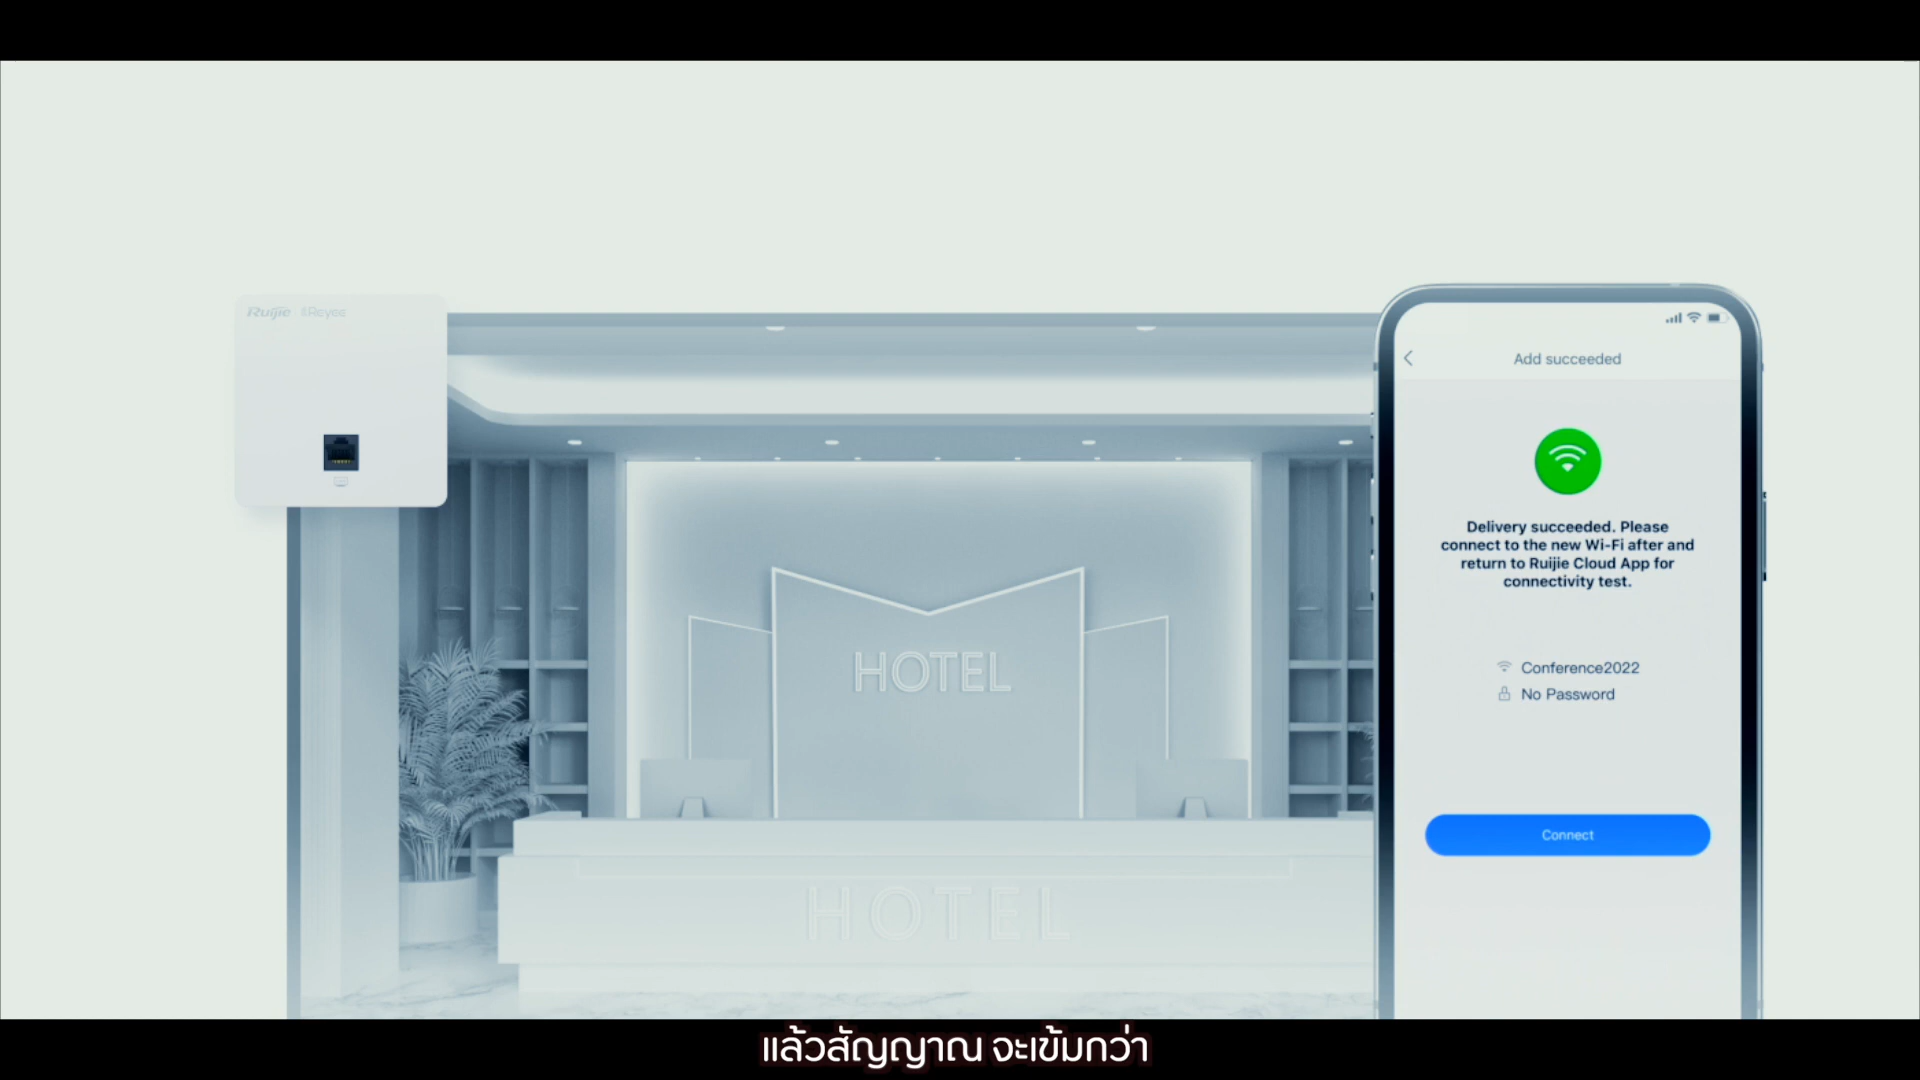 Ruijie | Reyee
Add succeeded
Delivery succeeded. Please
connect to the new Wi-Fi after and
return to Ruijie Cloud App for
connectivity test.
HOTEL
Conference2022
No Password
Connect
HOTEL
แล้วสัญญาณ จะเข้มกว่า